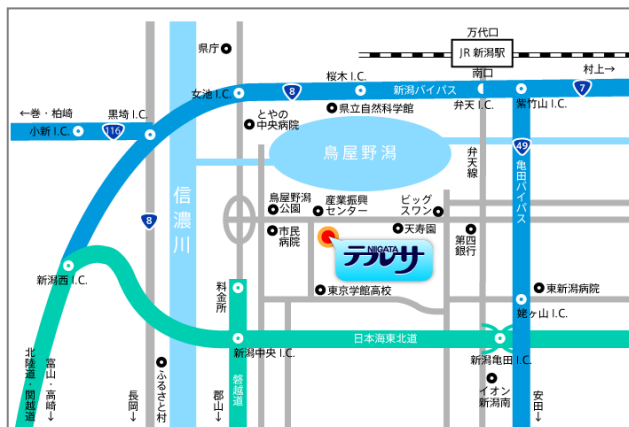 万代口
JR 新潟駅
南口
村上→
県庁
女池 I.C.
8
桜木 I.C.
新潟バイパス
弁天 I.C.
紫竹山 I.C.
7
←巻・柏崎
黒埼 I.C.
小新 I.C.
116
とやの
中央病院
県立自然科学館
鳥屋野潟
弁天線
49
亀田バイパス
8
信濃川
鳥屋野潟
公園
産業振興
センター
ビッグ
スワン
市民
病院
天寿園
第四
銀行
NIIGATA
テルサ
新潟西 I.C.
料金所
東京学館高校
東新潟病院
姥ヶ山 I.C.
新潟中央 I.C.
日本海東北道
新潟亀田 I.C.
北陸道・関越道
富山・高崎→
長岡→
ふるさと村
郡山→
磐越道
イオン
新潟南
安田→